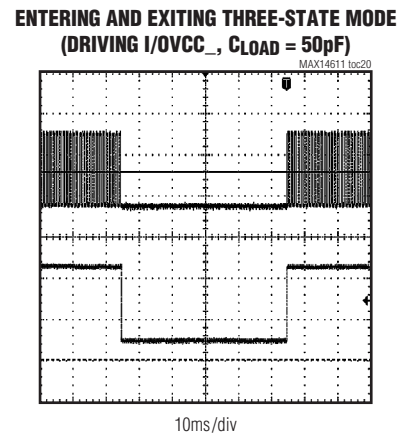 ENTERING AND EXITING THREE-STATE MODE
(DRIVING I/OVCC_, CLOAD = 50pF)
MAX14611 toc20
T
10ms/div